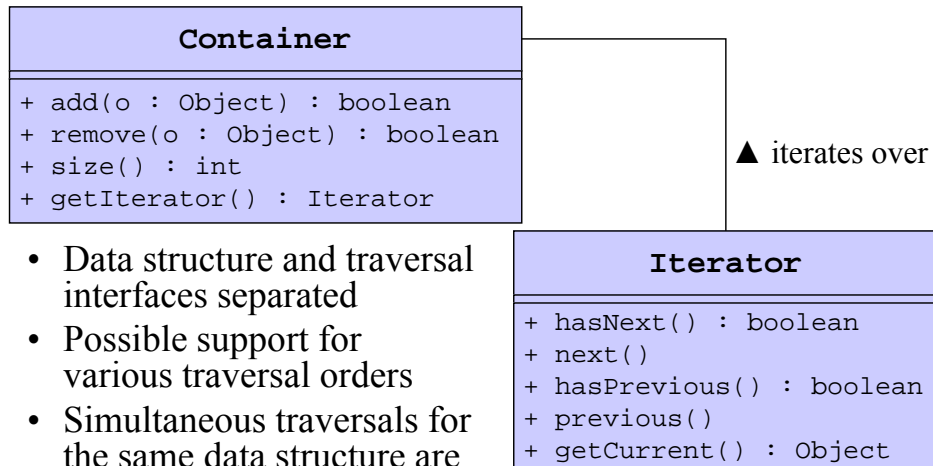 Container
+ add(o : Object) : boolean
+ remove(o : Object) : boolean
+ size() : int
+ getIterator() : Iterator
▲ iterates over
• Data structure and traversal
interfaces separated
• Possible support for
various traversal orders
• Simultaneous traversals for
the same data structure are
Iterator
+ hasNext() : boolean
+ next()
+ hasPrevious() : boolean
+ previous()
+ getCurrent() : Object